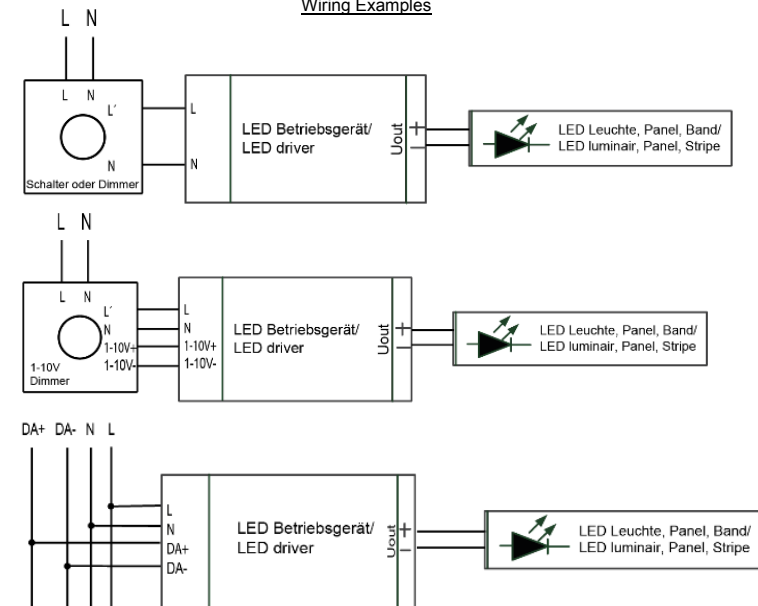 Wiring Examples
L N
L N
L´
N
Schalter oder Dimmer
L
N
LED Betriebsgerät/
LED driver
Uout
+
−
LED Leuchte, Panel, Band/
LED luminair, Panel, Stripe
L N
L N
L´
N
1-10V+
1-10V-
1-10V
Dimmer
L
N
1-10V+
1-10V-
LED Betriebsgerät/
LED driver
Uout
+
−
LED Leuchte, Panel, Band/
LED luminair, Panel, Stripe
DA+ DA- N L
L
N
DA+
DA-
LED Betriebsgerät/
LED driver
Uout
+
−
LED Leuchte, Panel, Band/
LED luminair, Panel, Stripe